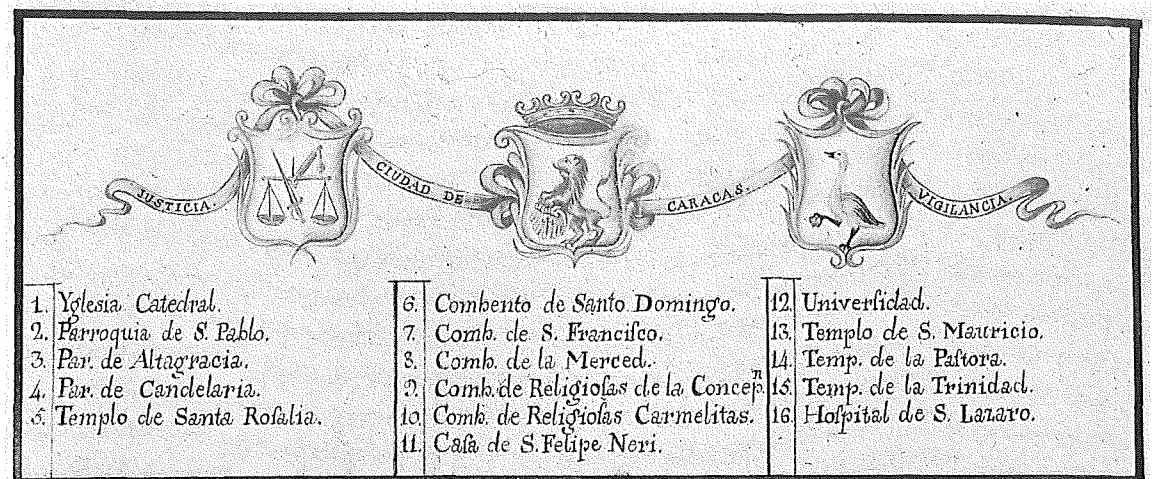 JUSTICIA.
CIUDAD DE
CARACAS.
VIGILANCIA.
1. Yglesia Catedral.
2. Parroquia de S. Pablo.
3. Par. de Altagracia.
4. Par. de Candelaria.
5. Templo de Santa Roſalia.
6. Combento de Santo Domingo.
7. Comb. de S. Franciſco.
8. Comb. de la Merced.
9. Comb. de Religioſas de la Concepn.
10. Comb. de Religioſas Carmelitas.
11. Caſa de S. Felipe Neri.
12. Univerſidad.
13. Templo de S. Mauricio.
14. Temp. de la Paſtora.
15. Temp. de la Trinidad.
16. Hoſpital de S. Lazaro.